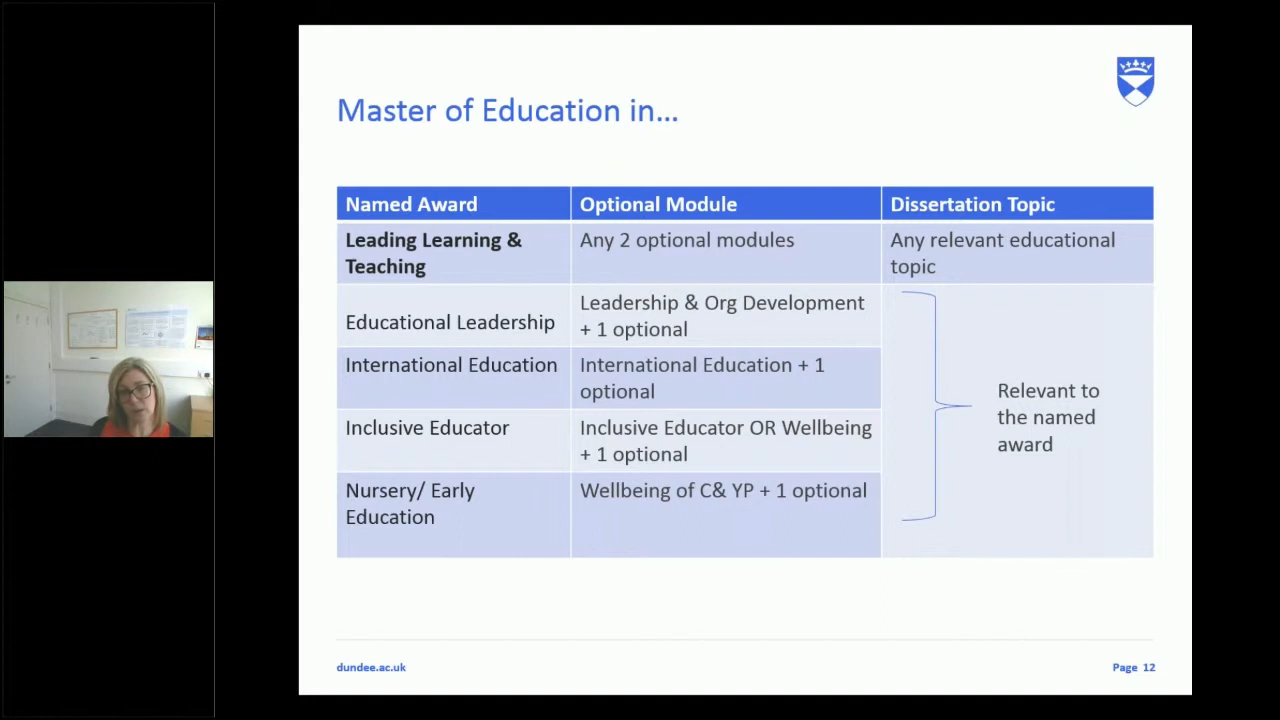 Master of Education in...
Named Award
Optional Module
Dissertation Topic
Leading Learning &
Teaching
Any 2 optional modules
Any relevant educational
topic
Educational Leadership
Leadership & Org Development
+ 1 optional
International Education
International Education + 1
optional
Inclusive Educator
Inclusive Educator OR Wellbeing
+ 1 optional
Nursery/ Early
Education
Wellbeing of C& YP + 1 optional
Relevant to
the named
award
dundee.ac.uk
Page 12